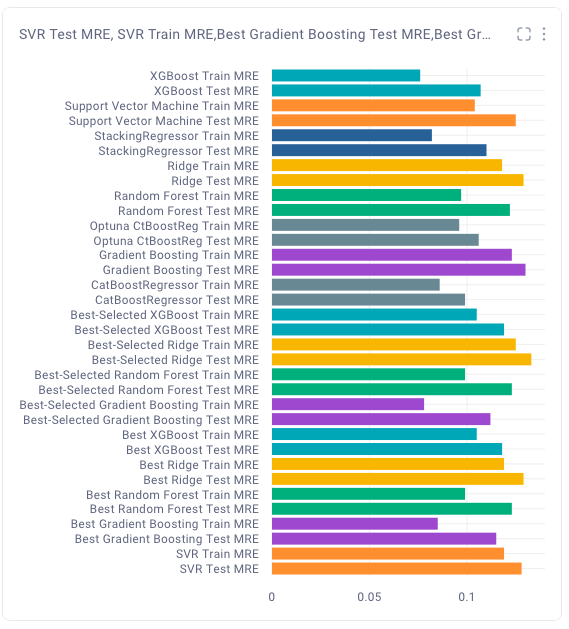 SVR Test MRE, SVR Train MRE,Best Gradient Boosting Test MRE,Best Gr...
XGBoost Train MRE
XGBoost Test MRE
Support Vector Machine Train MRE
Support Vector Machine Test MRE
StackingRegressor Train MRE
StackingRegressor Test MRE
Ridge Train MRE
Ridge Test MRE
Random Forest Train MRE
Random Forest Test MRE
Optuna CtBoostReg Train MRE
Optuna CtBoostReg Test MRE
Gradient Boosting Train MRE
Gradient Boosting Test MRE
CatBoostRegressor Train MRE
CatBoostRegressor Test MRE
Best-Selected XGBoost Train MRE
Best-Selected XGBoost Test MRE
Best-Selected Ridge Train MRE
Best-Selected Ridge Test MRE
Best-Selected Random Forest Train MRE
Best-Selected Random Forest Test MRE
Best-Selected Gradient Boosting Train MRE
Best-Selected Gradient Boosting Test MRE
Best XGBoost Train MRE
Best XGBoost Test MRE
Best Ridge Train MRE
Best Ridge Test MRE
Best Random Forest Train MRE
Best Random Forest Test MRE
Best Gradient Boosting Train MRE
Best Gradient Boosting Test MRE
SVR Train MRE
SVR Test MRE
0 0.05 0.1